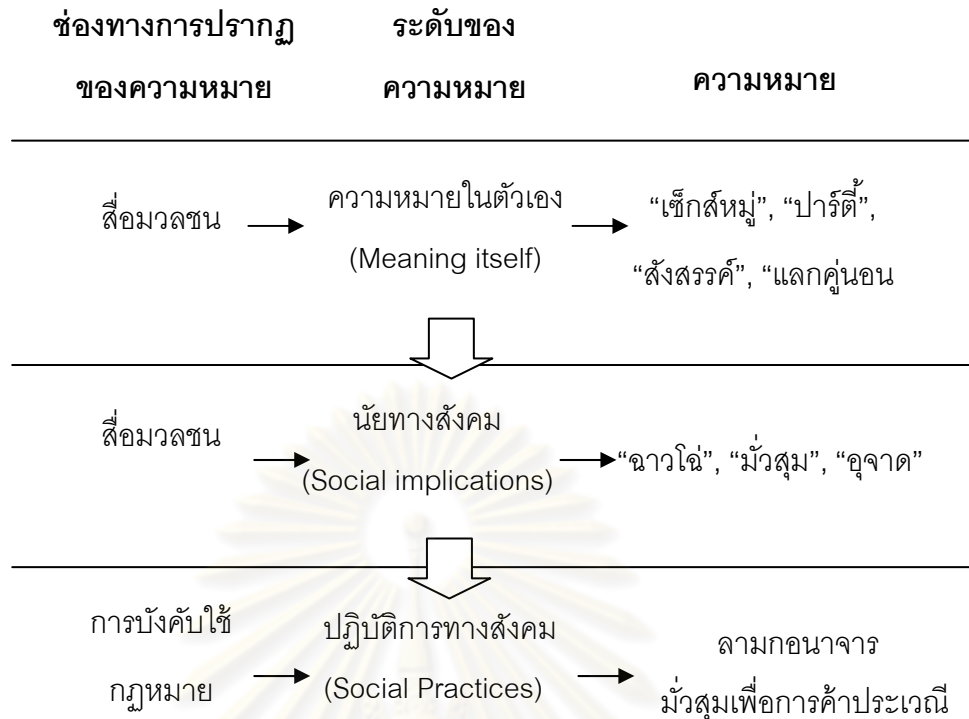 ช่องทางการปรากฏ ระดับของ
ของความหมาย ความหมาย ความหมาย
สื่อมวลชน ความหมายในตัวเอง “เซ็กส์หมู่”, “ปาร์ตี้”,
(Meaning itself) “สังสรรค์”, “แลกคู่นอน
สื่อมวลชน นัยทางสังคม
(Social implications) “ฉาวโฉ่”, “มั่วสุม”, “อุจาด”
การบังคับใช้ ปฏิบัติการทางสังคม ลามกอนาจาร
กฎหมาย (Social Practices) มั่วสุมเพื่อการค้าประเวณี